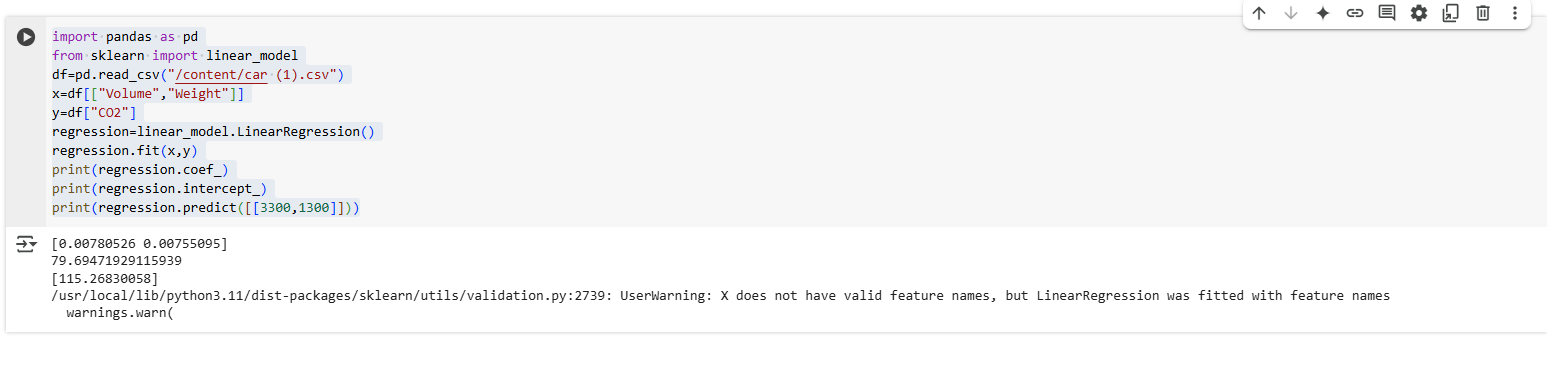 import pandas as pd
from sklearn import linear_model
df=pd.read_csv("/content/car (1).csv")
x=df[["Volume","Weight"]]
y=df["CO2"]
regression=linear_model.LinearRegression()
regression.fit(x,y)
print(regression.coef_)
print(regression.intercept_)
print(regression.predict([[3300,1300]]))
[0.00780526 0.00755095]
79.69471929115939
[115.26830058]
/usr/local/lib/python3.11/dist-packages/sklearn/utils/validation.py:2739: UserWarning: X does not have valid feature names, but LinearRegression was fitted with feature names
  warnings.warn(